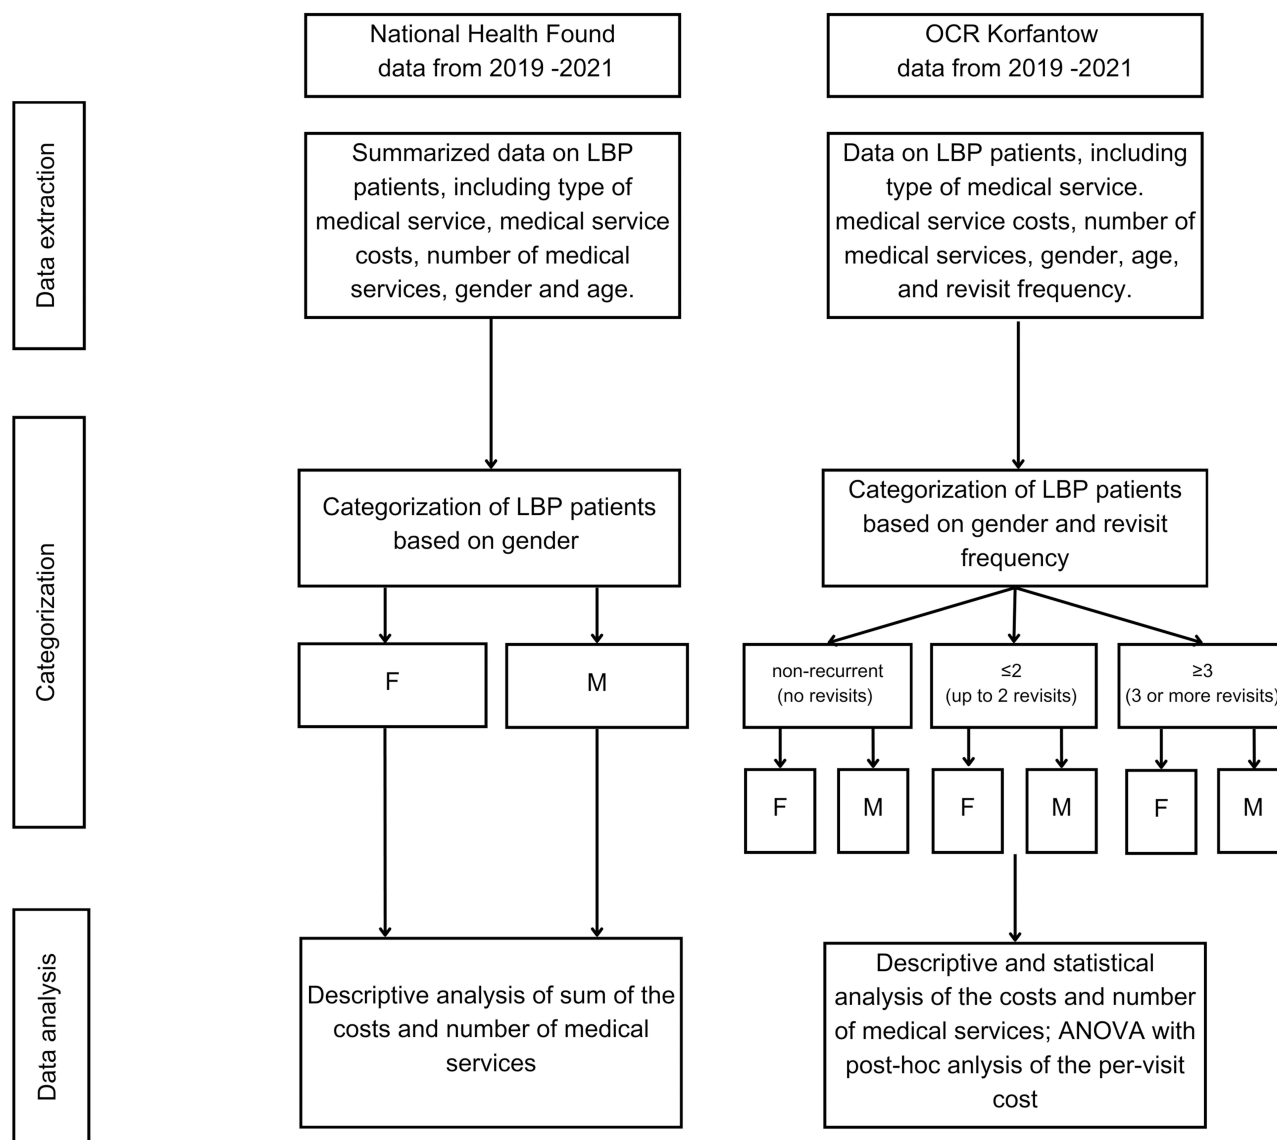 National Health Found
data from 2019 -2021
OCR Korfantow
data from 2019 -2021
Data extraction
Summarized data on LBP
patients, including type of
medical service, medical service
costs, number of medical
services, gender and age.
Data on LBP patients, including
type of medical service.
medical service costs, number of
medical services, gender, age,
and revisit frequency.
Categorization
Categorization of LBP patients
based on gender
F
M
Categorization of LBP patients
based on gender and revisit
frequency
non-recurrent
(no revisits)
≤2
(up to 2 revisits)
≥3
(3 or more revisits)
F
M
F
M
F
M
Data analysis
Descriptive analysis of sum of the
costs and number of medical
services
Descriptive and statistical
analysis of the costs and number
of medical services; ANOVA with
post-hoc anlysis of the per-visit
cost